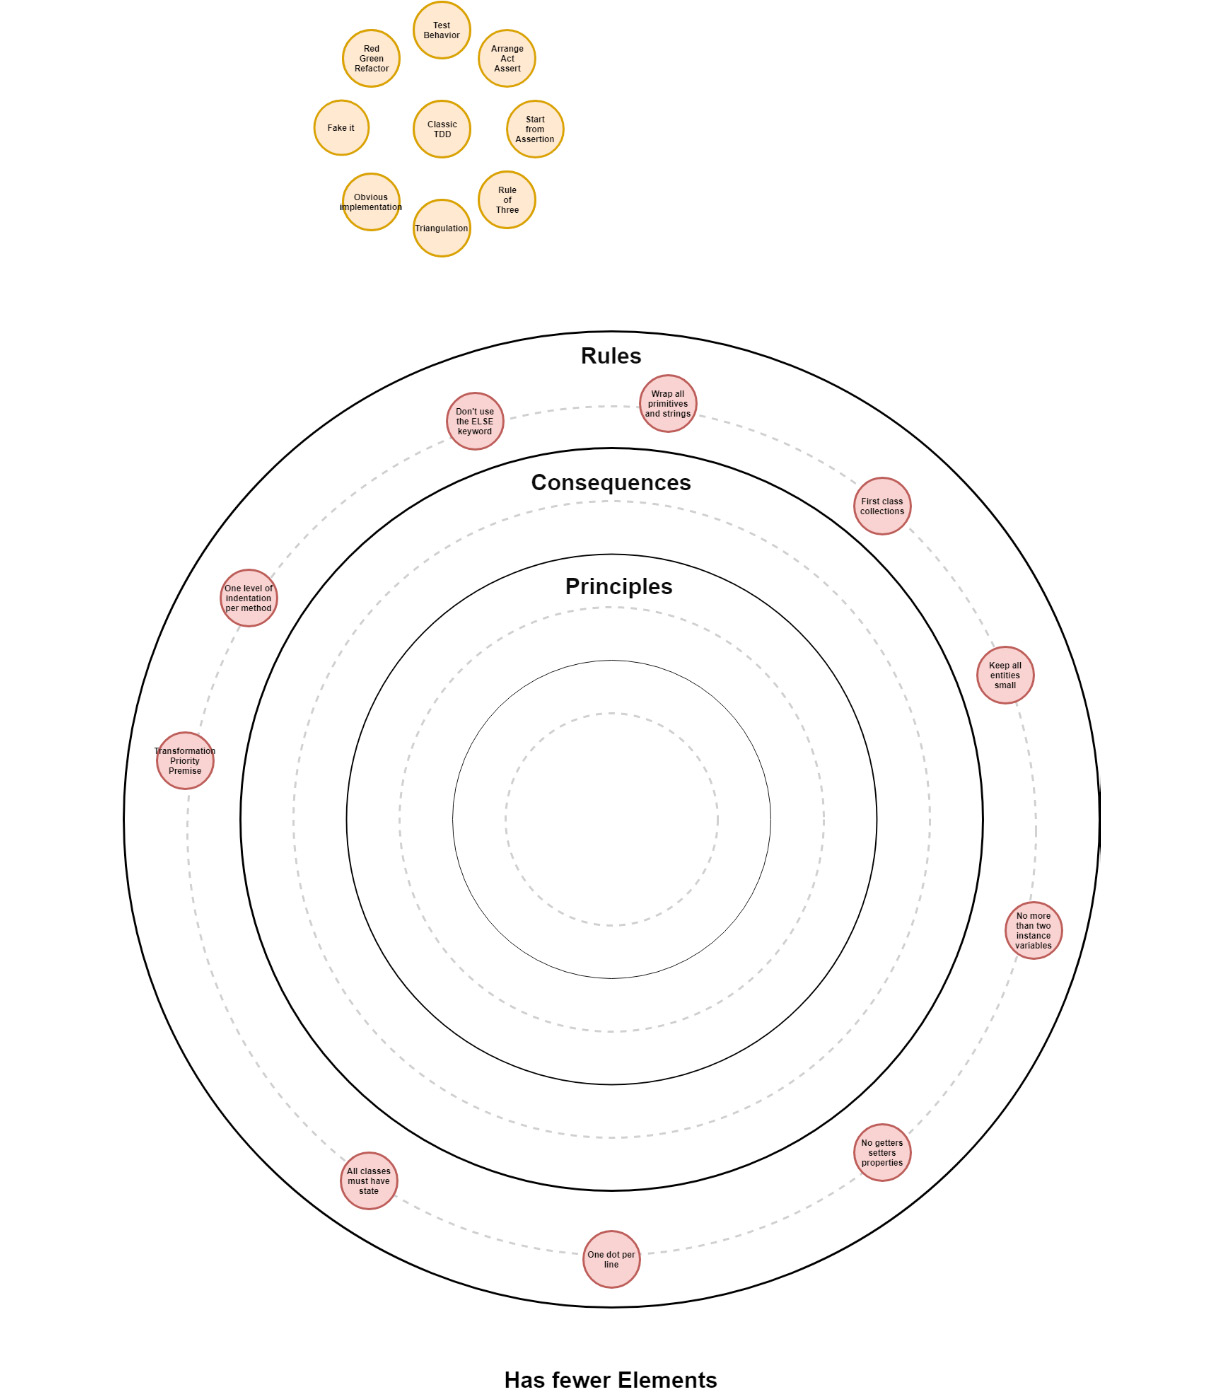 Test
Behavior
Red
Green
Refactor
Arrange
Act
Assert
Fake it
Classic
TDD
Start
from
Assertion
Obvious
implementation
Rule
of
Three
Triangulation
Rules
Wrap all
primitives
and strings
Don't use
the ELSE
keyword
Consequences
First class
collections
Principles
One level of
indentation
per method
Keep all
entities
small
Transformation
Priority
Premise
No more
than two
instance
variables
No getters
setters
properties
All classes
must have
state
One dot per
line
Has fewer Elements